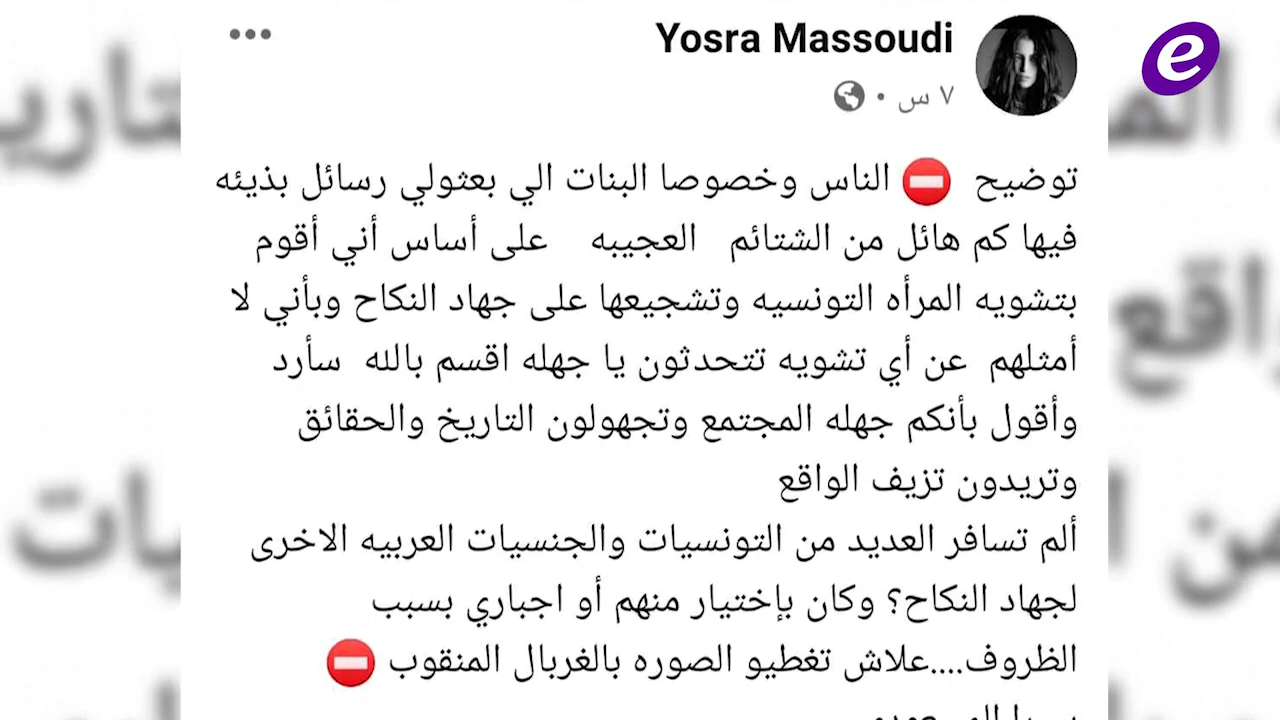 Yosra Massoudi
٧ س
توضيح ⛔ الناس وخصوصا البنات الي بعثولي رسائل بذيئه
فيها كم هائل من الشتائم العجيبه على أساس أني أقوم
بتشويه المرأه التونسيه وتشجيعها على جهاد النكاح وبأني لا
أمثلهم عن أي تشويه تتحدثون يا جهله اقسم بالله سأرد
وأقول بأنكم جهله المجتمع وتجهولون التاريخ والحقائق
وتريدون تزيف الواقع
ألم تسافر العديد من التونسيات والجنسيات العربيه الاخرى
لجهاد النكاح؟ وكان بإختيار منهم أو اجباري بسبب
الظروف....علاش تغطيو الصوره بالغربال المنقوب ⛔
e